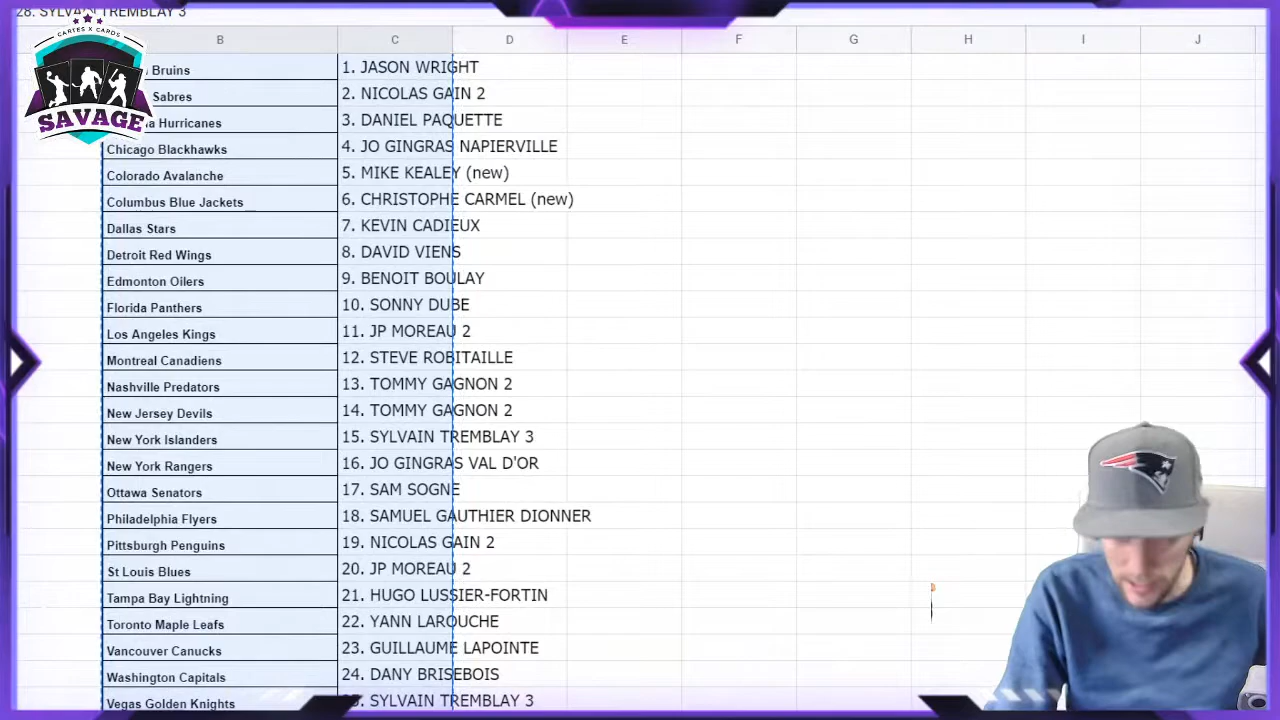 28. SYLVAIN TREMBLAY 3
B C D E F G H I J
CARTES X CARDS
SAVAGE
Bruins 1. JASON WRIGHT
Sabres 2. NICOLAS GAIN 2
Hurricanes 3. DANIEL PAQUETTE
Chicago Blackhawks 4. JO GINGRAS NAPIERVILLE
Colorado Avalanche 5. MIKE KEALEY (new)
Columbus Blue Jackets 6. CHRISTOPHE CARMEL (new)
Dallas Stars 7. KEVIN CADIEUX
Detroit Red Wings 8. DAVID VIENS
Edmonton Oilers 9. BENOIT BOULAY
Florida Panthers 10. SONNY DUBE
Los Angeles Kings 11. JP MOREAU 2
Montreal Canadiens 12. STEVE ROBITAILLE
Nashville Predators 13. TOMMY GAGNON 2
New Jersey Devils 14. TOMMY GAGNON 2
New York Islanders 15. SYLVAIN TREMBLAY 3
New York Rangers 16. JO GINGRAS VAL D'OR
Ottawa Senators 17. SAM SOGNE
Philadelphia Flyers 18. SAMUEL GAUTHIER DIONNER
Pittsburgh Penguins 19. NICOLAS GAIN 2
St Louis Blues 20. JP MOREAU 2
Tampa Bay Lightning 21. HUGO LUSSIER-FORTIN
Toronto Maple Leafs 22. YANN LAROUCHE
Vancouver Canucks 23. GUILLAUME LAPOINTE
Washington Capitals 24. DANY BRISEBOIS
Vegas Golden Knights 25. SYLVAIN TREMBLAY 3